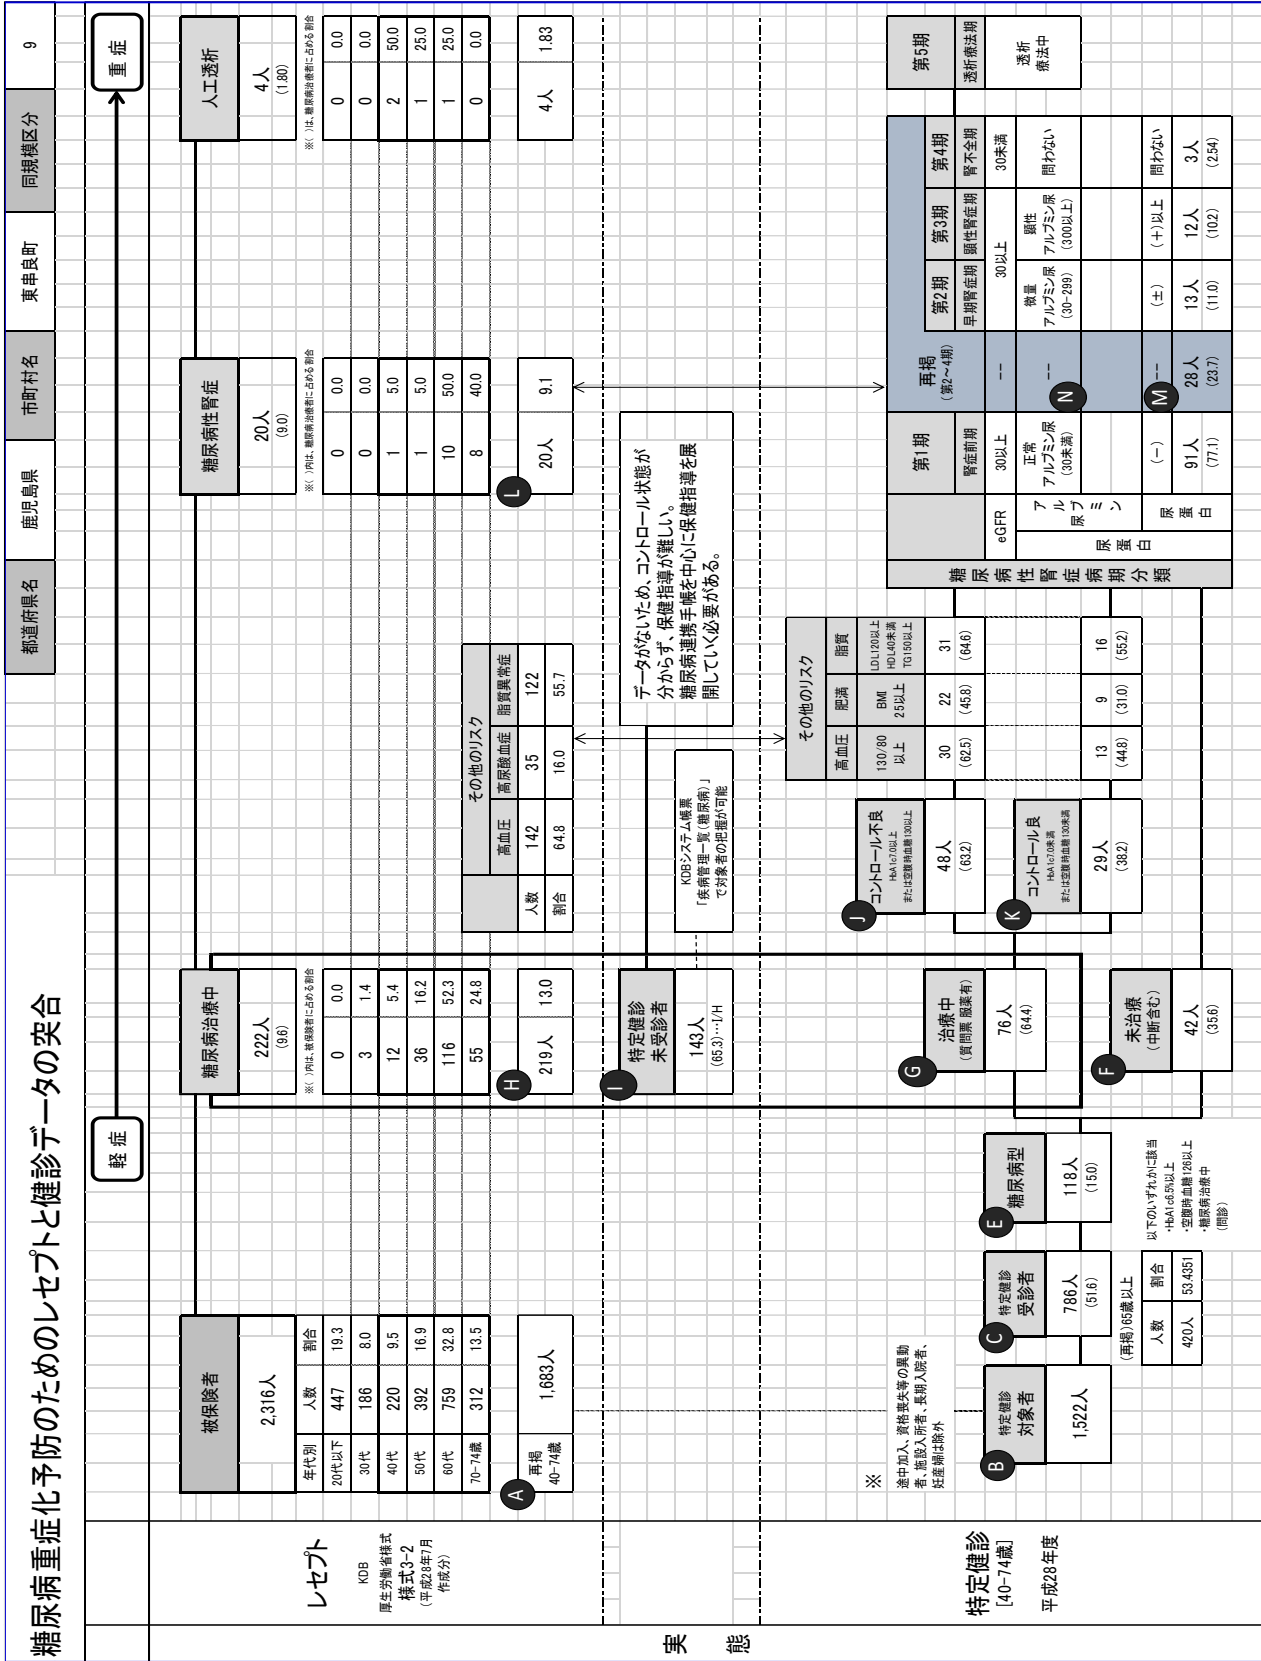 糖尿病重症化予防のためのレセプトと健診データの突合
都道府県名 鹿児島県 市町村名 東串良町 同規模区分 9
軽症 重症
実態
レセプト
KDB
厚生労働省様式
様式3-2
(平成28年7月
作成分)
被保険者
2,316人
年代別 人数 割合
20代以下 447 19.3
30代 186 8.0
40代 220 9.5
50代 392 16.9
60代 759 32.8
70-74歳 312 13.5
A
再掲
40-74歳
1,683人
糖尿病治療中
222人
(9.6)
※( )内は、被保険者に占める割合
0 0.0
3 1.4
12 5.4
36 16.2
116 52.3
55 24.8
H
219人 13.0
糖尿病性腎症
20人
(9.0)
※( )内は、糖尿病治療者に占める割合
0 0.0
0 0.0
1 5.0
1 5.0
10 50.0
8 40.0
L
20人 9.1
人工透析
4人
(1.80)
※( )は、糖尿病治療者に占める割合
0 0.0
0 0.0
2 50.0
1 25.0
1 25.0
0 0.0
4人 1.83
その他のリスク
高血圧 高尿酸血症 脂質異常症
人数 142 35 122
割合 64.8 16.0 55.7
I
特定健診
未受診者
143人
(65.3)…I/H
KDBシステム帳票
「疾病管理一覧(糖尿病)」
で対象者の把握が可能
データがないため、コントロール状態が
分からず、保健指導が難しい。
糖尿病連携手帳を中心に保健指導を展
開していく必要がある。
特定健診
[40-74歳]
平成28年度
※
途中加入、資格喪失等の異動
者、施設入所者、長期入院者、
妊産婦は除外
B
特定健診
対象者
1,522人
C
特定健診
受診者
786人
(51.6)
(再掲)65歳以上
人数 割合
420人 53.4351
E
糖尿病型
118人
(15.0)
以下のいずれかに該当
・HbA1c6.5%以上
・空腹時血糖126以上
・糖尿病治療中
(問診)
G
治療中
(質問票 服薬有)
76人
(64.4)
F
未治療
(中断含む)
42人
(35.6)
J
コントロール不良
HbA1c7.0以上
または空腹時血糖130以上
48人
(63.2)
K
コントロール良
HbA1c7.0未満
または空腹時血糖130未満
29人
(38.2)
その他のリスク
高血圧 肥満 脂質
130/80
以上
BMI
25以上
LDL120以上
HDL40未満
TG150以上
30 22 31
(62.5) (45.8) (64.6)
13 9 16
(44.8) (31.0) (55.2)
糖尿病性腎症病期分類
第1期 再掲
(第2~4期)
第2期 第3期 第4期 第5期
腎症前期 早期腎症期 顕性腎症期 腎不全期 透析療法期
eGFR 30以上 -- 30以上 30未満
透析
療法中
尿蛋白
アルブミン尿
正常
アルブミン尿
(30未満)
--
N
微量
アルブミン尿
(30-299)
顕性
アルブミン尿
(300以上)
問わない
尿蛋白 (-) -- (±) (+)以上 問わない
M
91人 28人 13人 12人 3人
(77.1) (23.7) (11.0) (10.2) (2.54)